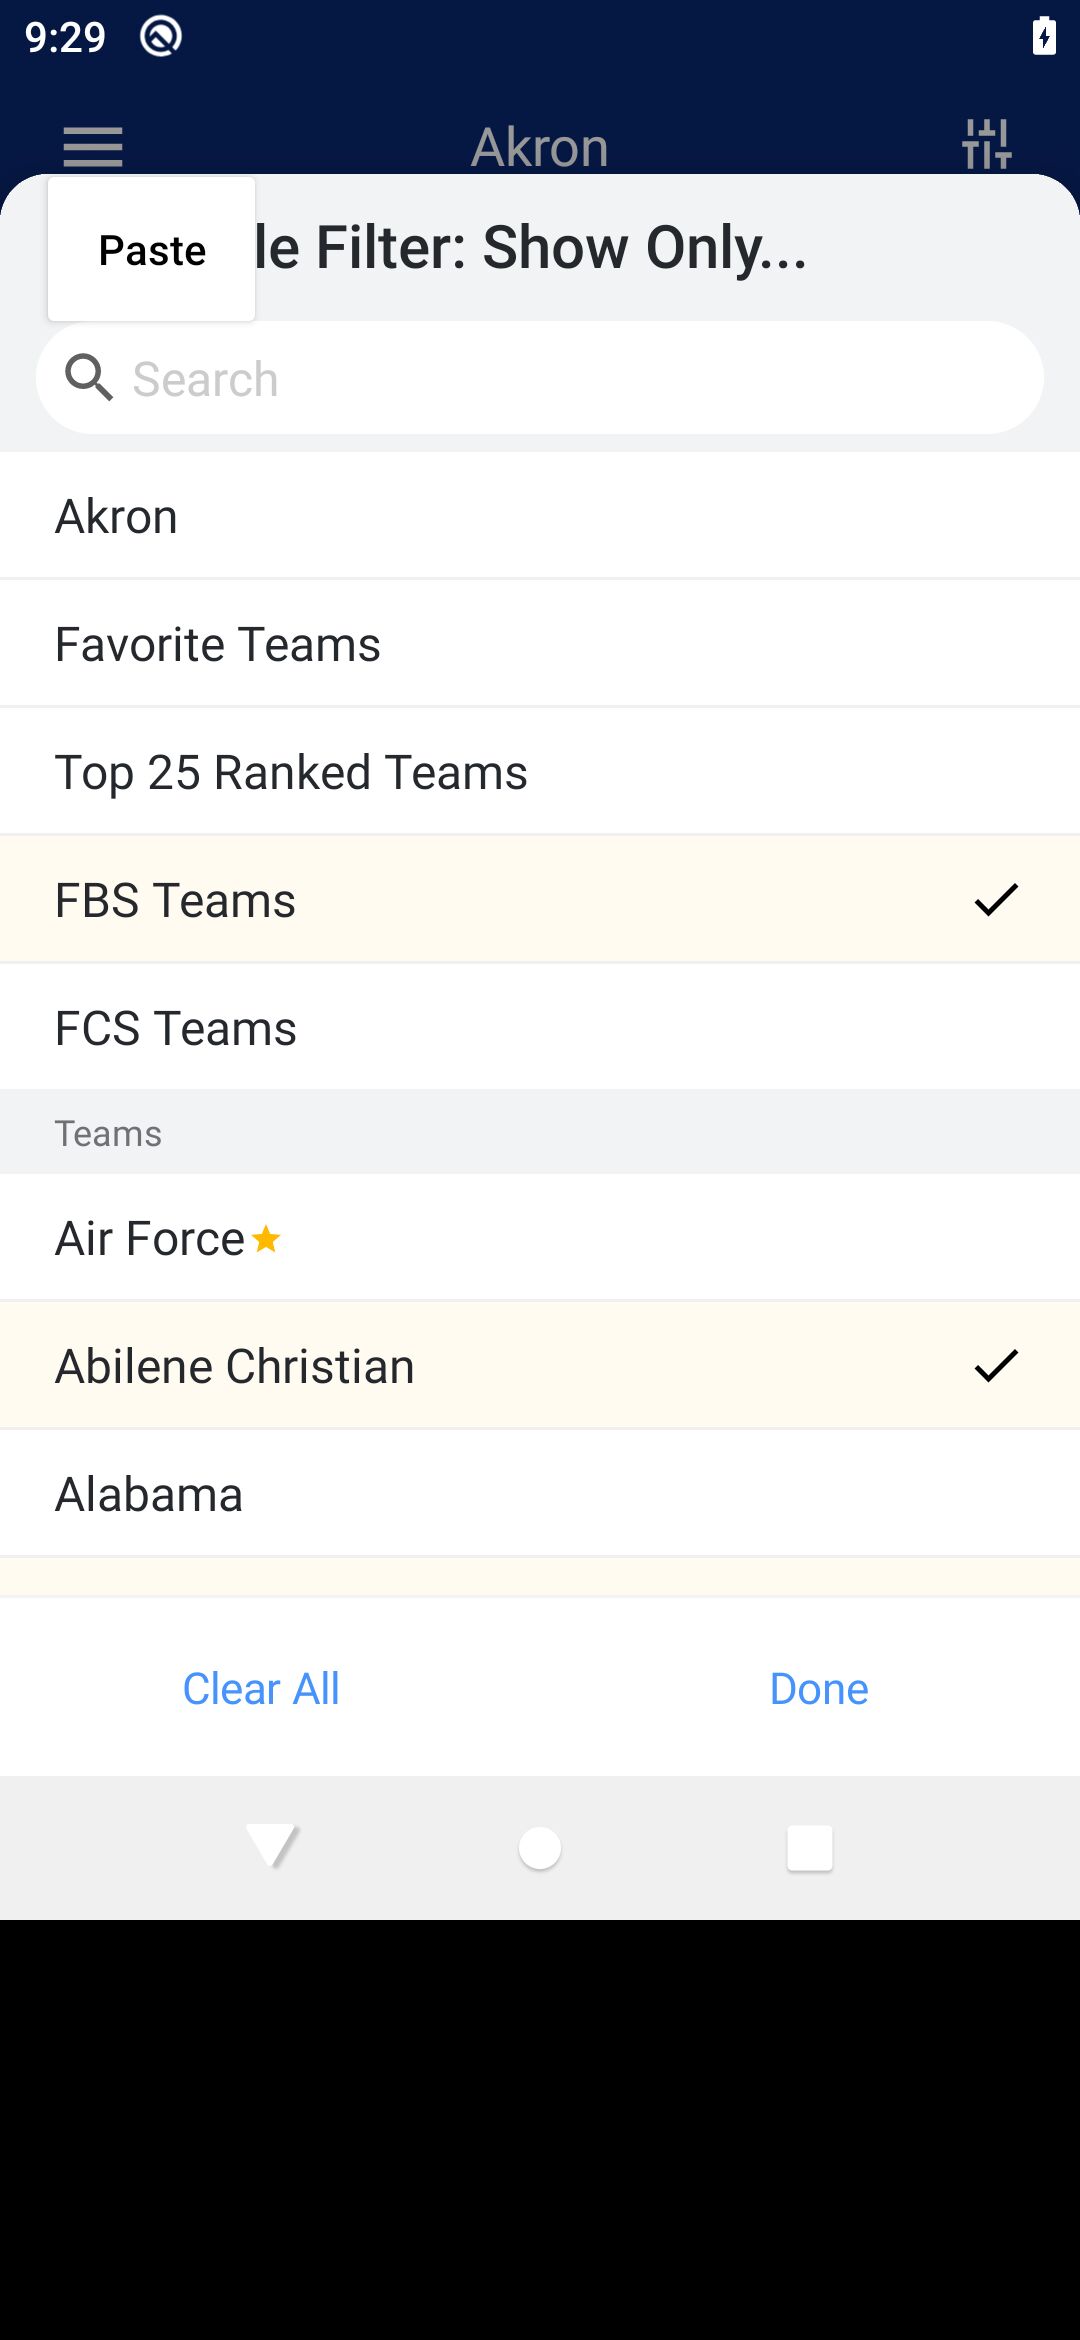 9:29
Akron
Paste
le Filter: Show Only...
Search
Akron
Favorite Teams
Top 25 Ranked Teams
FBS Teams
FCS Teams
Teams
Air Force
Abilene Christian
Alabama
Clear All
Done